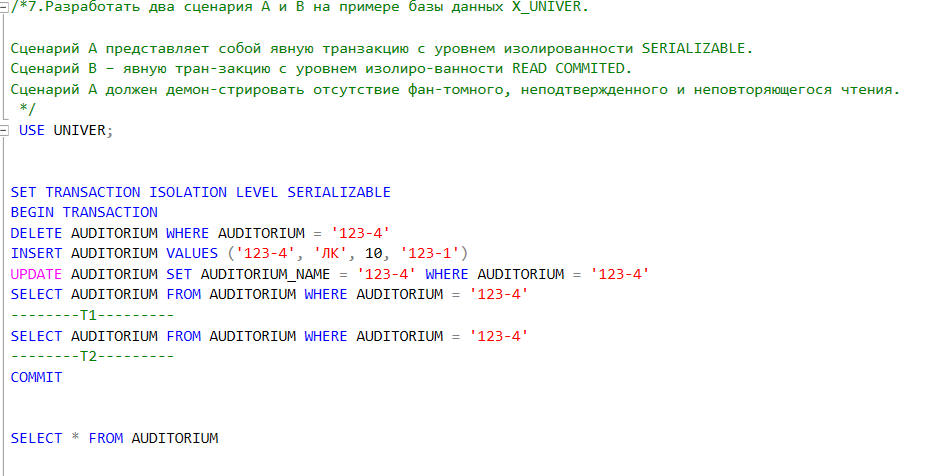 /*7.Разработать два сценария A и B на примере базы данных X_UNIVER.
Сценарий A представляет собой явную транзакцию с уровнем изолированности SERIALIZABLE.
Сценарий B – явную тран-закцию с уровнем изолиро-ванности READ COMMITED.
Сценарий A должен демон-стрировать отсутствие фан-томного, неподтвержденного и неповторяющегося чтения.
*/
USE UNIVER;
SET TRANSACTION ISOLATION LEVEL SERIALIZABLE
BEGIN TRANSACTION
DELETE AUDITORIUM WHERE AUDITORIUM = '123-4'
INSERT AUDITORIUM VALUES ('123-4', 'ЛК', 10, '123-1')
UPDATE AUDITORIUM SET AUDITORIUM_NAME = '123-4' WHERE AUDITORIUM = '123-4'
SELECT AUDITORIUM FROM AUDITORIUM WHERE AUDITORIUM = '123-4'
--------T1---------
SELECT AUDITORIUM FROM AUDITORIUM WHERE AUDITORIUM = '123-4'
--------T2---------
COMMIT
SELECT * FROM AUDITORIUM